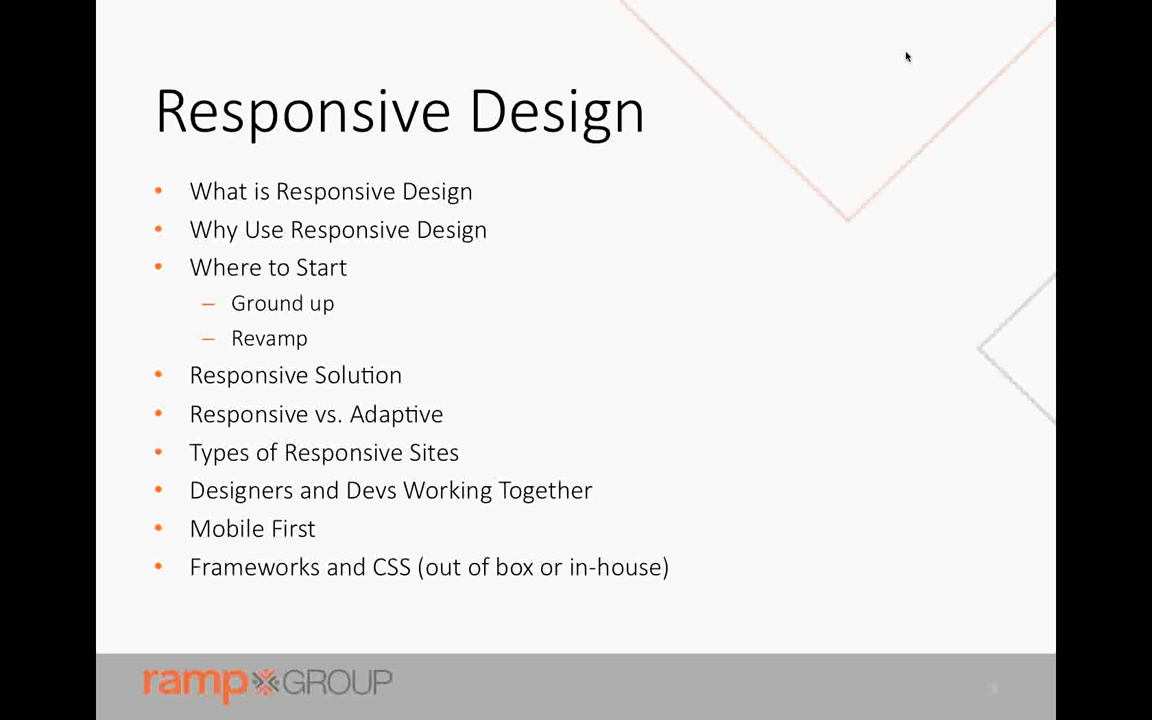 Responsive Design
• What is Responsive Design
• Why Use Responsive Design
• Where to Start
– Ground up
– Revamp
• Responsive Solution
• Responsive vs. Adaptive
• Types of Responsive Sites
• Designers and Devs Working Together
• Mobile First
• Frameworks and CSS (out of box or in-house)
ramp GROUP